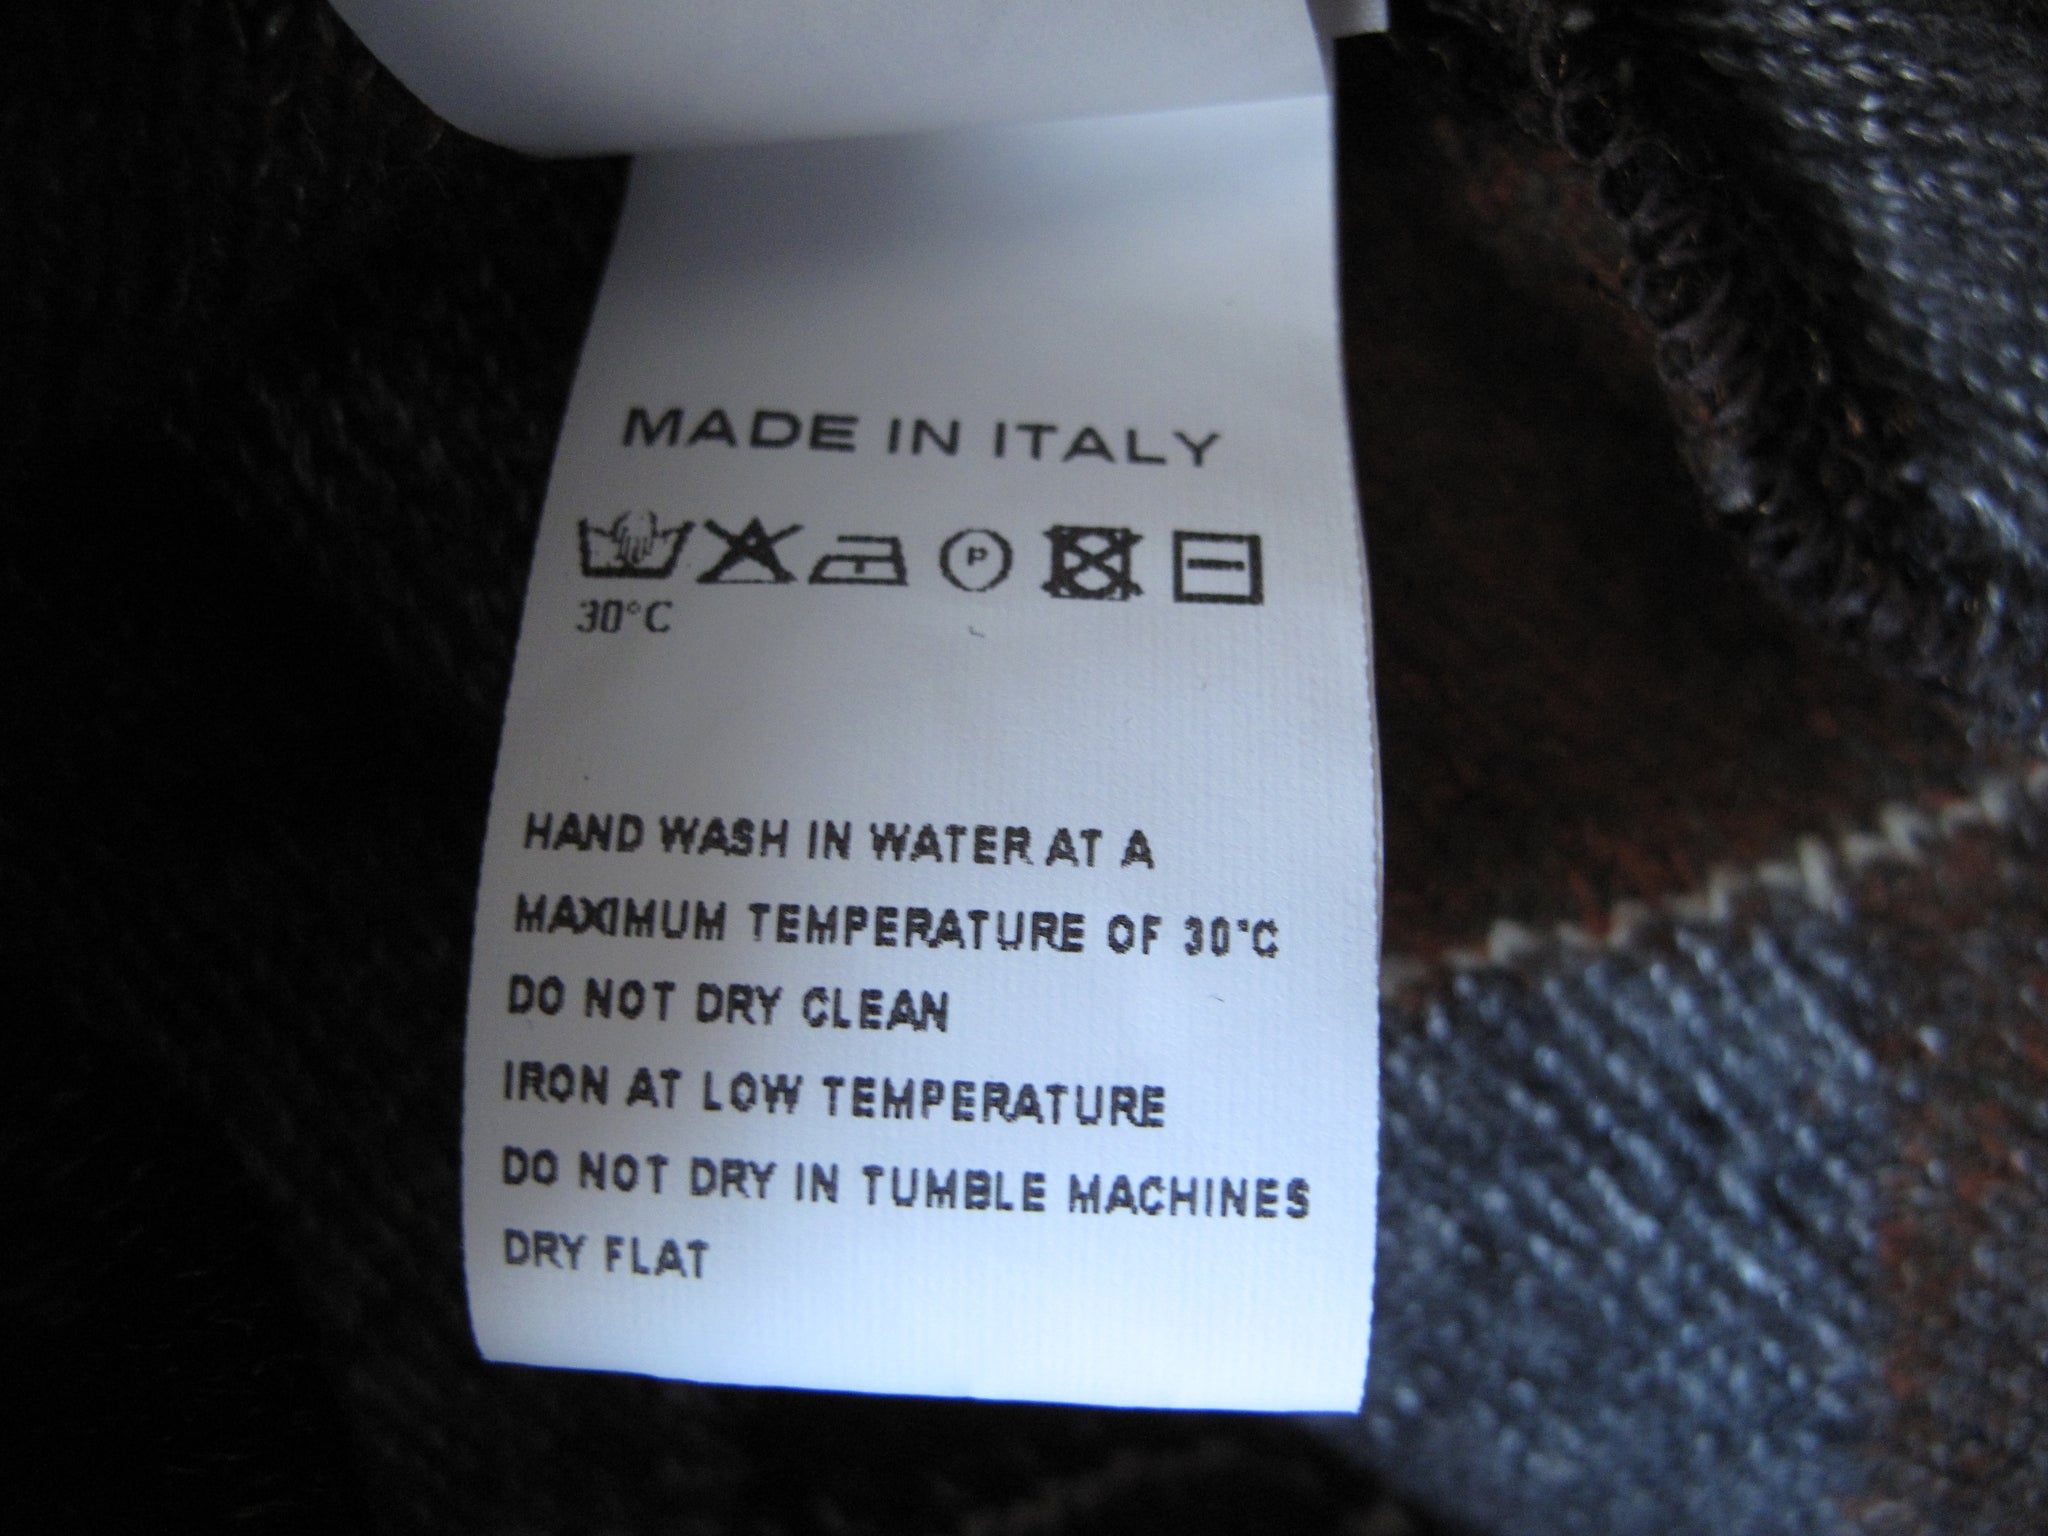 MADE IN ITALY
P
30°C
HAND WASH IN WATER AT A
MAXIMUM TEMPERATURE OF 30°C
DO NOT DRY CLEAN
IRON AT LOW TEMPERATURE
DO NOT DRY IN TUMBLE MACHINES
DRY FLAT